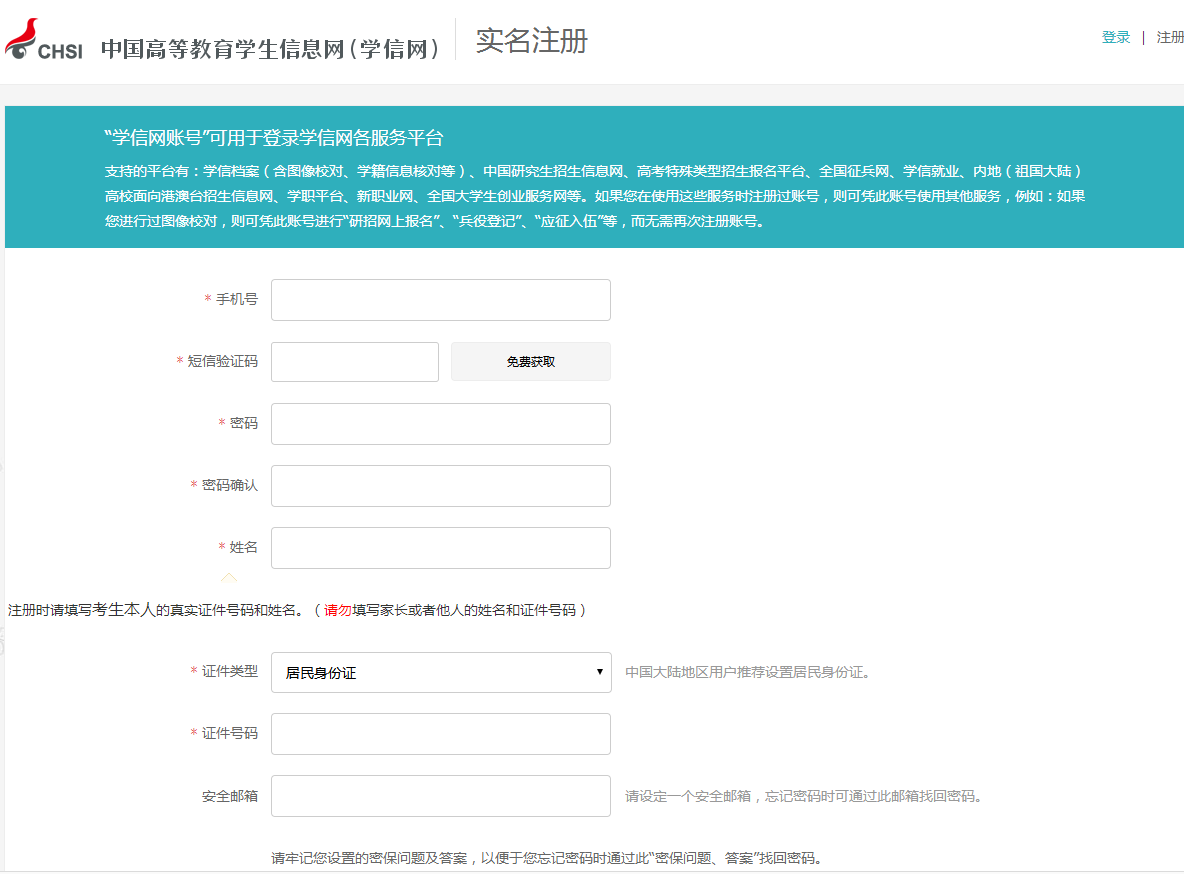 CHSI 中国高等教育学生信息网(学信网) 实名注册 登录 | 注册
“学信网账号”可用于登录学信网各服务平台
支持的平台有：学信档案（含图像校对、学籍信息核对等）、中国研究生招生信息网、高考特殊类型招生报名平台、全国征兵网、学信就业、内地（祖国大陆）
高校面向港澳台招生信息网、学职平台、新职业网、全国大学生创业服务网等。如果您在使用这些服务时注册过账号，则可凭此账号使用其他服务，例如：如果
您进行过图像校对，则可凭此账号进行“研招网上报名”、“兵役登记”、“应征入伍”等，而无需再次注册账号。
* 手机号
* 短信验证码 免费获取
* 密码
* 密码确认
* 姓名
注册时请填写考生本人的真实证件号码和姓名。（请勿填写家长或者他人的姓名和证件号码）
* 证件类型 居民身份证 中国大陆地区用户推荐设置居民身份证。
* 证件号码
安全邮箱 请设定一个安全邮箱，忘记密码时可通过此邮箱找回密码。
请牢记您设置的密保问题及答案，以便于您忘记密码时通过此“密保问题、答案”找回密码。